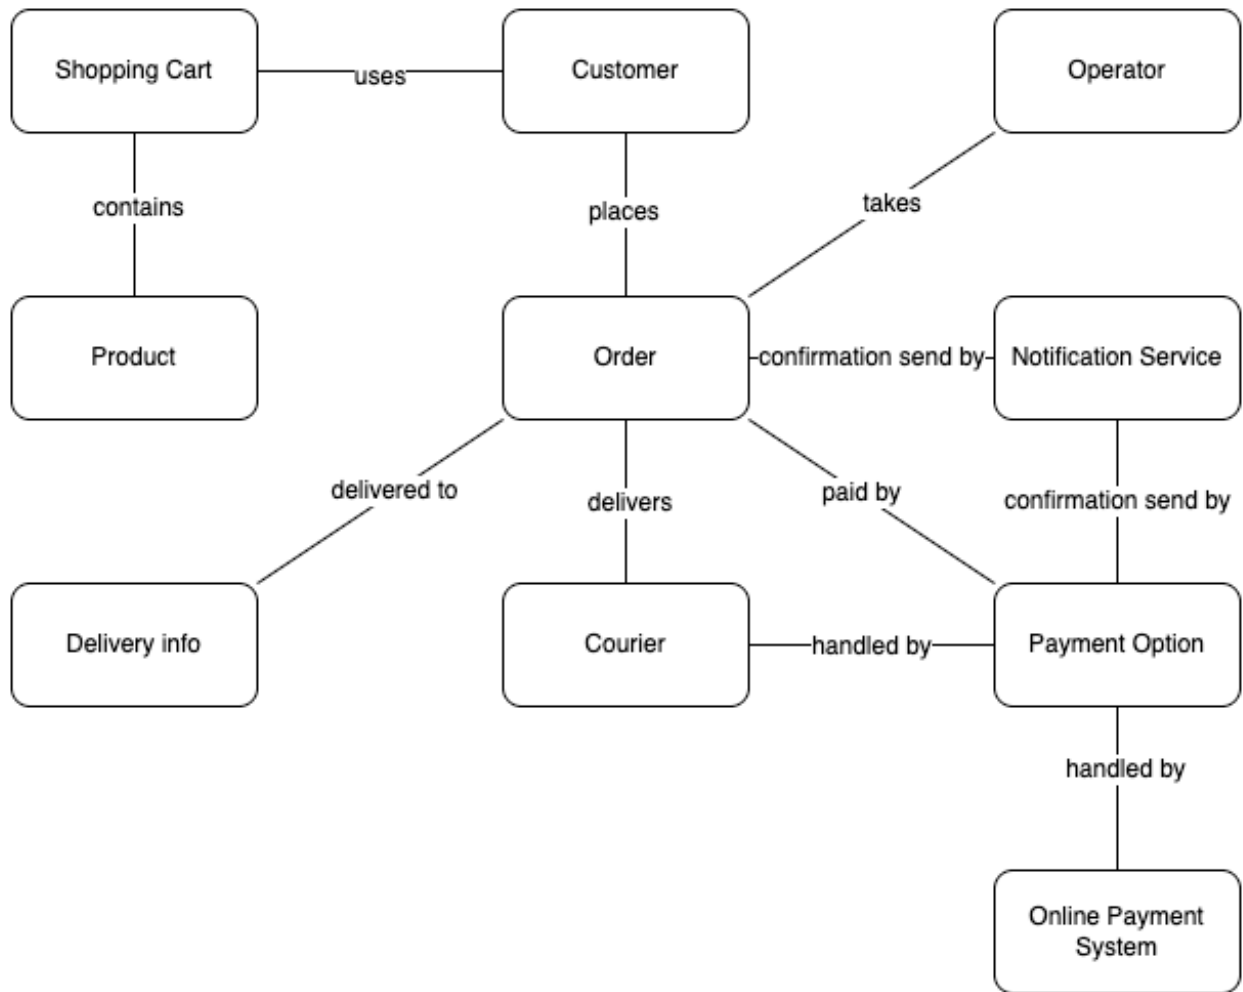 Shopping Cart
uses
Customer
Operator
contains
places
takes
Product
Order
confirmation send by
Notification Service
delivered to
delivers
paid by
confirmation send by
Delivery info
Courier
handled by
Payment Option
handled by
Online Payment
System